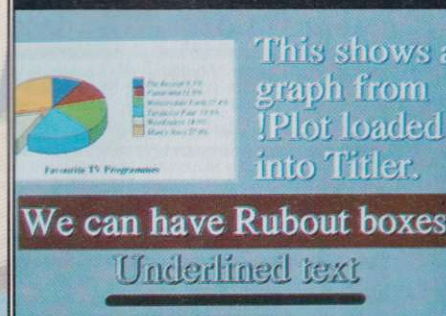 This shows a
graph from
!Plot loaded
into Titler.
Favourite TV Programmes
We can have Rubout boxes
Underlined text